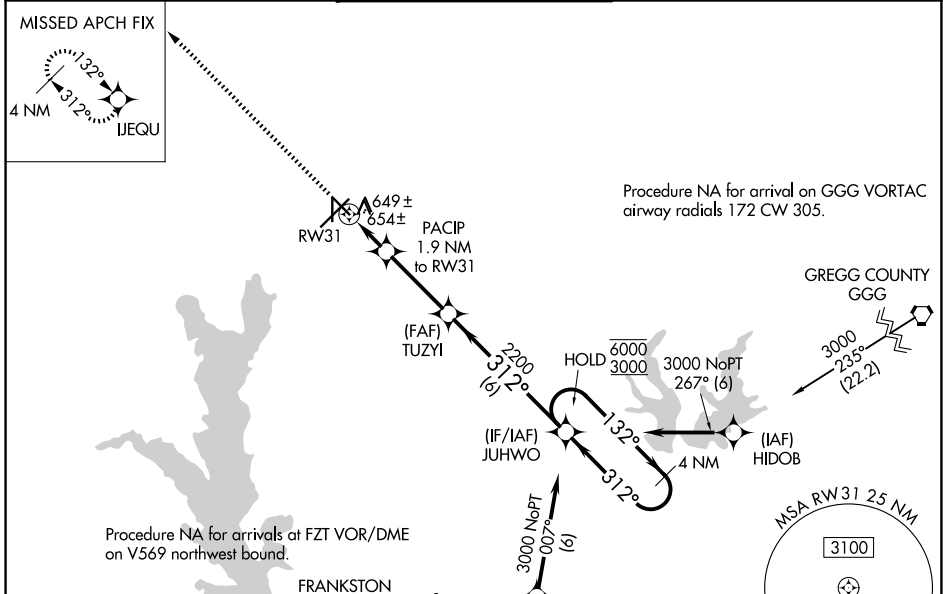 MISSED APCH FIX
132°
312°
4 NM
IJEQU
649 ±
654±
RW31
PACIP
1.9 NM
to RW31
Procedure NA for arrival on GGG VORTAC
airway radials 172 CW 305.
GREGG COUNTY
GGG
3000
235°
(22.2)
(FAF)
TUZYI
2200
312°
(6)
HOLD
6000
3000
3000 NoPT
267° (6)
132°
312°
4 NM
(IF/IAF)
JUHWO
(IAF)
HIDOB
3000 NoPT
007°
(6)
Procedure NA for arrivals at FZT VOR/DME
on V569 northwest bound.
FRANKSTON
MSA RW31 25 NM
3100